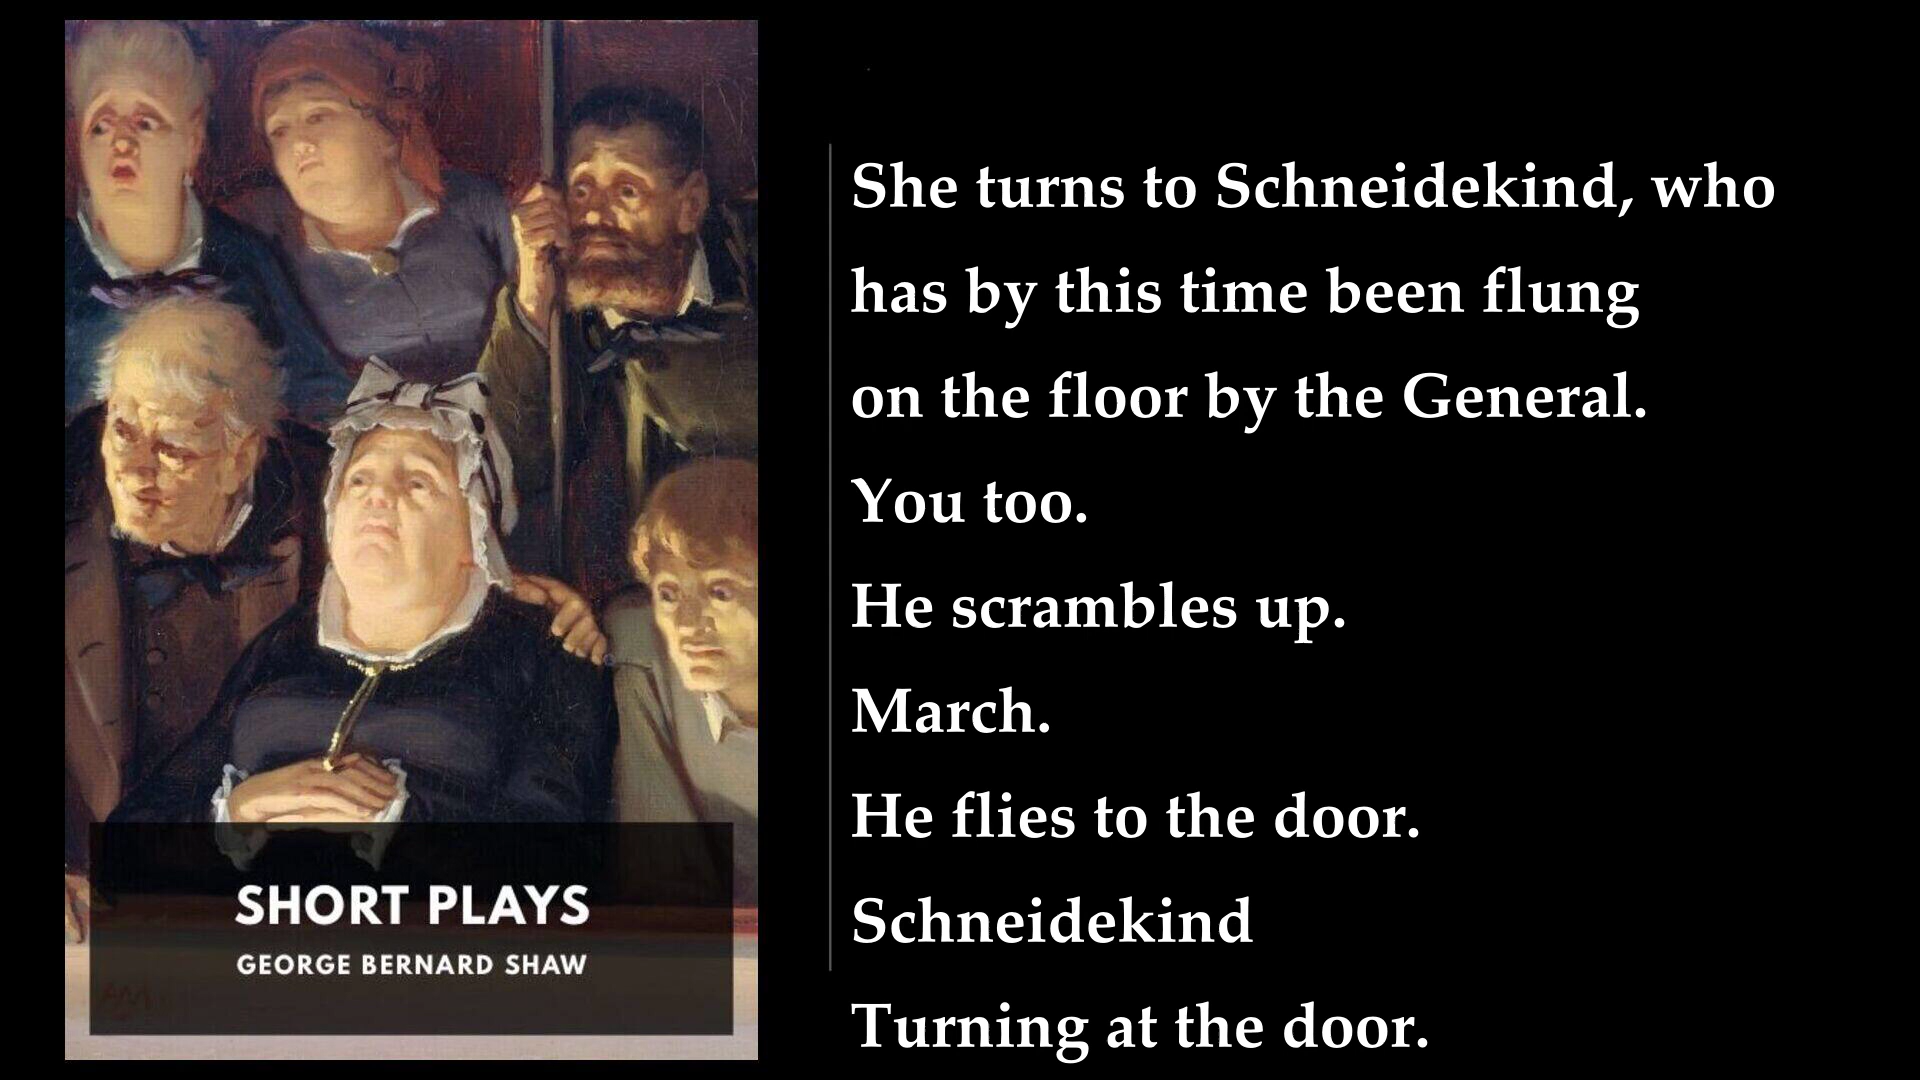 SHORT PLAYS
GEORGE BERNARD SHAW
She turns to Schneidekind, who
has by this time been flung
on the floor by the General.
You too.
He scrambles up.
March.
He flies to the door.
Schneidekind
Turning at the door.